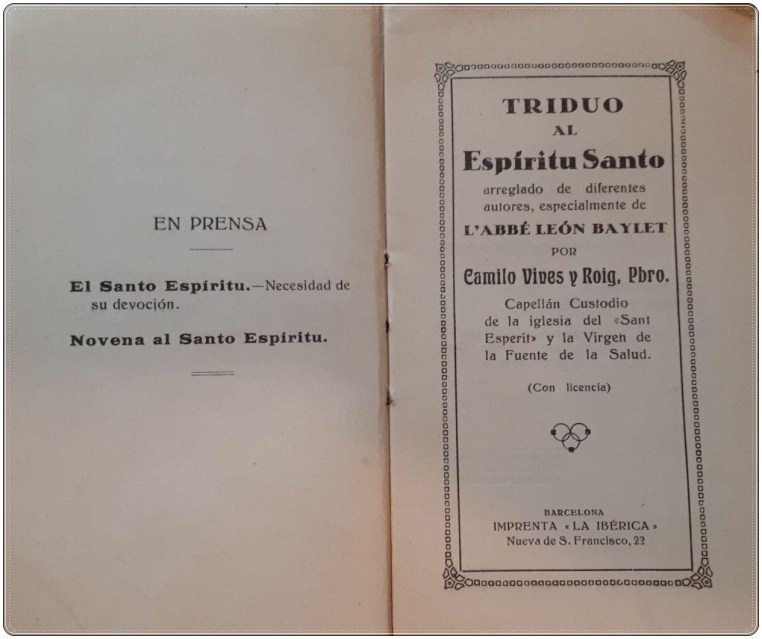 EN PRENSA
El Santo Espíritu.—Necesidad de
su devoción.
Novena al Santo Espíritu.
TRIDUO
AL
Espíritu Santo
arreglado de diferentes
autores, especialmente de
L'ABBÉ LEÓN BAYLET
POR
Camilo Vives y Roig, Pbro.
Capellán Custodio
de la iglesia del «Sant
Esperit» y la Virgen de
la Fuente de la Salud.
(Con licencia)
BARCELONA
IMPRENTA «LA IBÉRICA»
Nueva de S. Francisco, 22